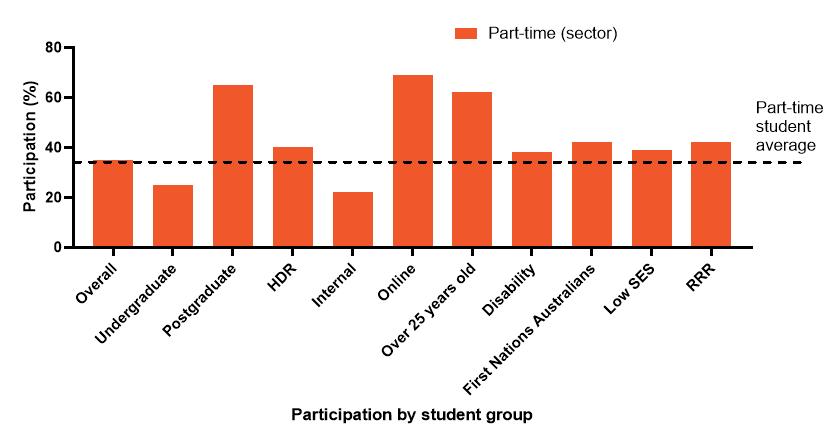 Part-time (sector)
Participation (%)
80
60
40
20
0
Part-time
student
average
Overall
Undergraduate
Postgraduate
HDR
Internal
Online
Over 25 years old
Disability
First Nations Australians
Low SES
RRR
Participation by student group